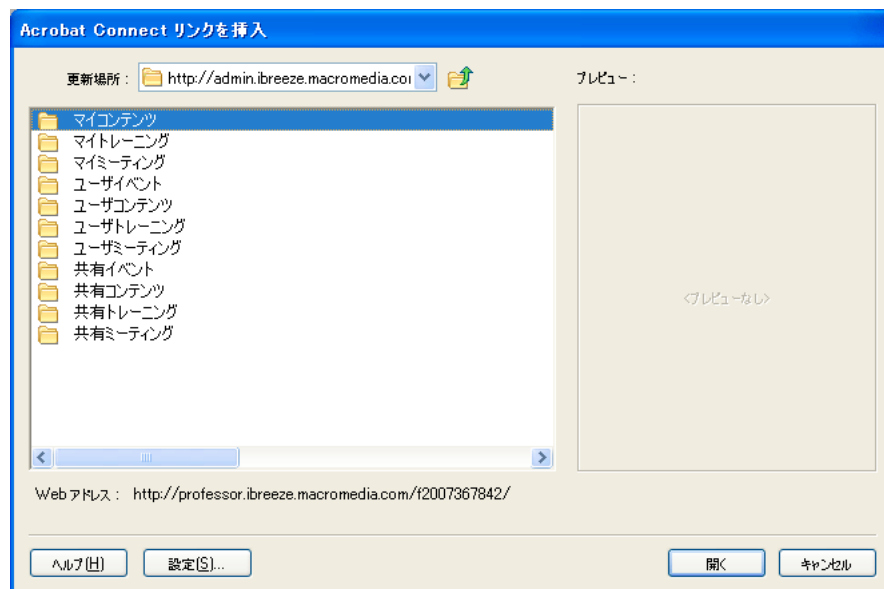 Acrobat Connect リンクを挿入
更新場所 : http://admin.ibreeze.macromedia.co
プレビュー :
マイコンテンツ
マイトレーニング
マイミーティング
ユーザイベント
ユーザコンテンツ
ユーザトレーニング
ユーザミーティング
共有イベント
共有コンテンツ
共有トレーニング
共有ミーティング
<プレビューなし>
Web アドレス : http://professor.ibreeze.macromedia.com/f2007367842/
ヘルプ(H) 設定(S)... 開く キャンセル